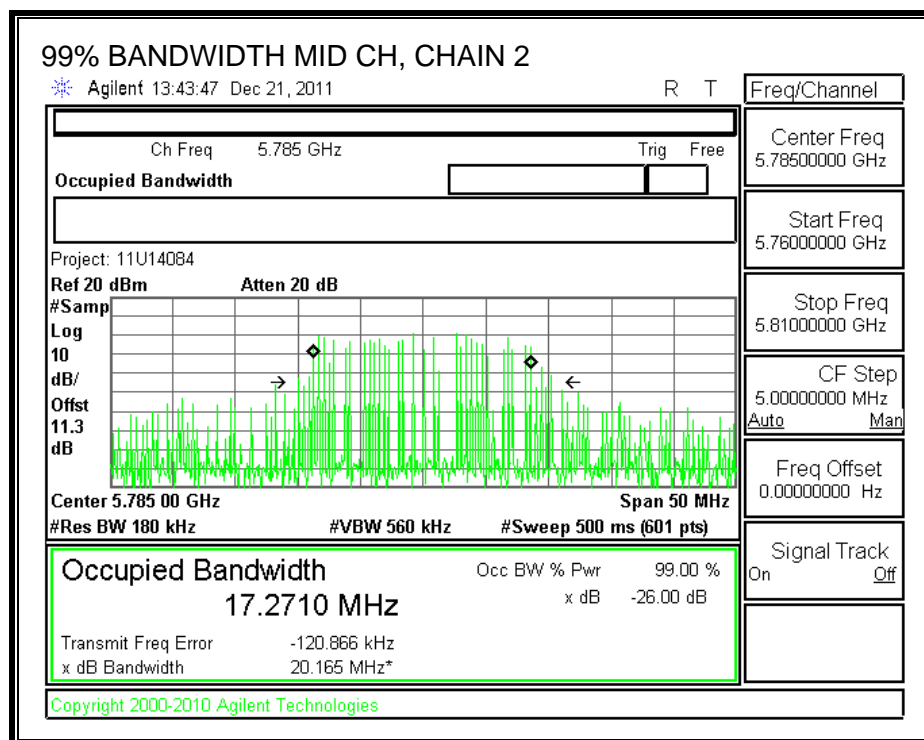 99% BANDWIDTH MID CH, CHAIN 2
Agilent 13:43:47 Dec 21, 2011 R T
Freq/Channel
Ch Freq 5.785 GHz Trig Free
Occupied Bandwidth
Center Freq
5.78500000 GHz
Start Freq
5.76000000 GHz
Stop Freq
5.81000000 GHz
CF Step
5.00000000 MHz
Auto Man
Freq Offset
0.00000000 Hz
Signal Track
On Off
Project: 11U14084
Ref 20 dBm Atten 20 dB
#Samp
Log
10
dB/
Offst
11.3
dB
Center 5.785 00 GHz Span 50 MHz
#Res BW 180 kHz #VBW 560 kHz #Sweep 500 ms (601 pts)
Occupied Bandwidth Occ BW % Pwr 99.00 %
17.2710 MHz x dB -26.00 dB
Transmit Freq Error -120.866 kHz
x dB Bandwidth 20.165 MHz*
Copyright 2000-2010 Agilent Technologies